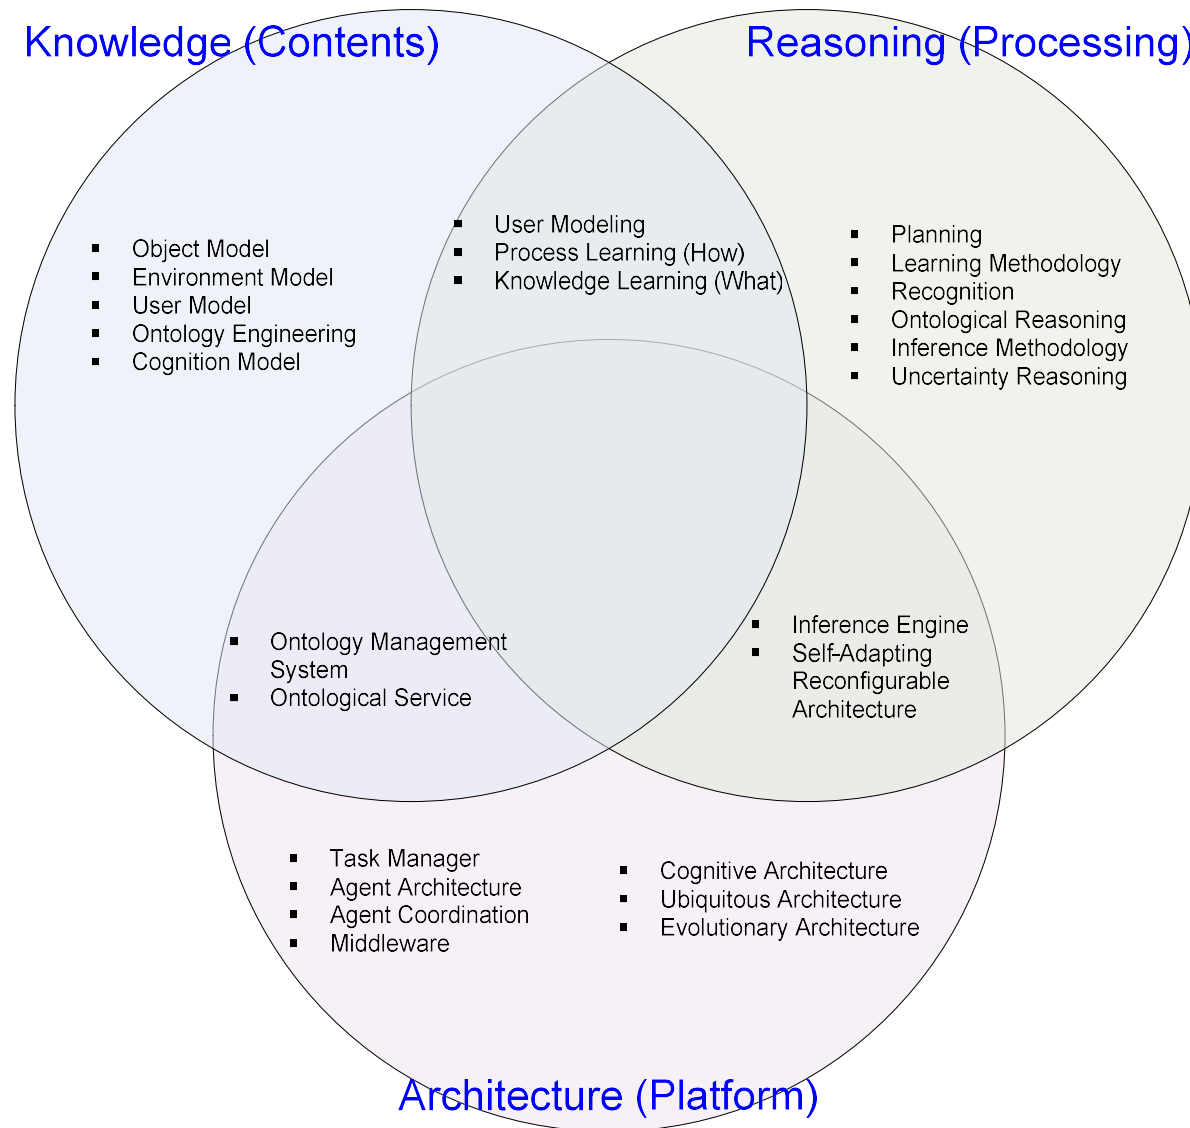 Knowledge (Contents)
Reasoning (Processing)
▪ Object Model
▪ Environment Model
▪ User Model
▪ Ontology Engineering
▪ Cognition Model
▪ User Modeling
▪ Process Learning (How)
▪ Knowledge Learning (What)
▪ Planning
▪ Learning Methodology
▪ Recognition
▪ Ontological Reasoning
▪ Inference Methodology
▪ Uncertainty Reasoning
▪ Ontology Management
System
▪ Ontological Service
▪ Inference Engine
▪ Self-Adapting
Reconfigurable
Architecture
▪ Task Manager
▪ Agent Architecture
▪ Agent Coordination
▪ Middleware
▪ Cognitive Architecture
▪ Ubiquitous Architecture
▪ Evolutionary Architecture
Architecture (Platform)